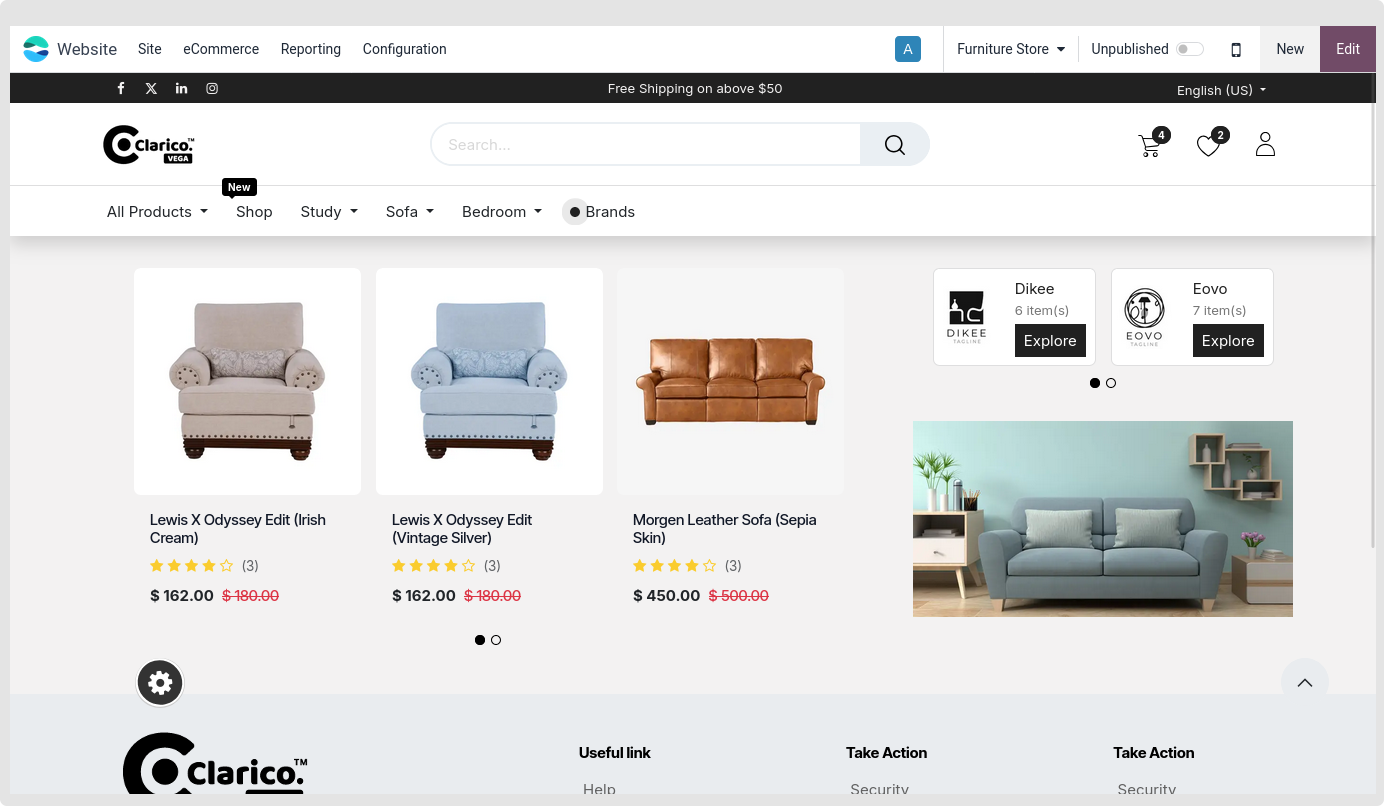 Website Site eCommerce Reporting Configuration A Furniture Store Unpublished New Edit
Free Shipping on above $50 English (US)
Clarico.™
VEGA
Search...
4 2
New
All Products Shop Study Sofa Bedroom Brands
Dikee
6 item(s)
Explore
DIKEE
TAGLINE
Eovo
7 item(s)
Explore
EOVO
TAGLINE
Lewis X Odyssey Edit (Irish
Cream)
(3)
$ 162.00 $ 180.00
Lewis X Odyssey Edit
(Vintage Silver)
(3)
$ 162.00 $ 180.00
Morgen Leather Sofa (Sepia
Skin)
(3)
$ 450.00 $ 500.00
Clarico.™
Useful link
Help
Take Action
Security
Take Action
Security